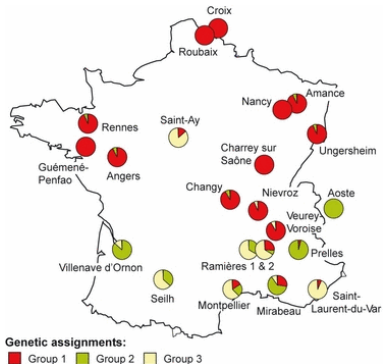 Croix
Roubaix
Amance
Nancy
Rennes
Saint-Ay
Ungersheim
Charrey sur
Saône
Guémené-
Penfao
Angers
Changy
Nievroz
Aoste
Veurey-
Voroise
Prelles
Villenave d'Ornon
Ramières 1 & 2
Seilh
Montpellier
Mirabeau
Saint-
Laurent-du-Var
Genetic assignments:
Group 1
Group 2
Group 3